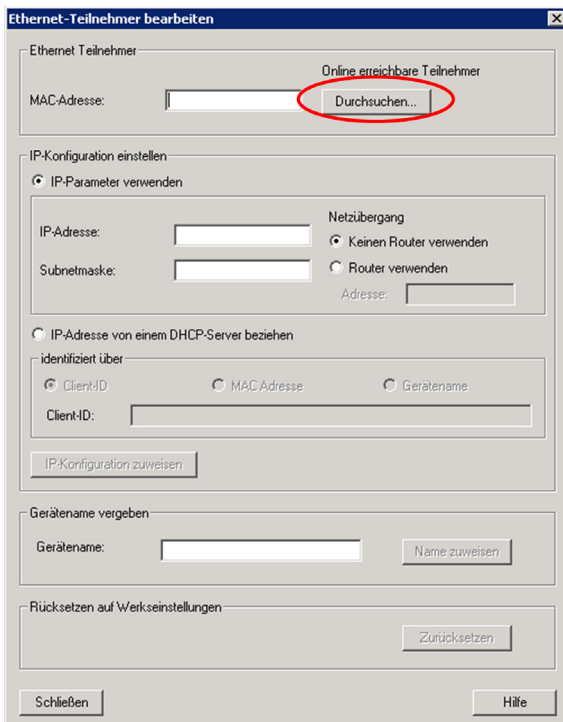 Ethernet-Teilnehmer bearbeiten
Ethernet Teilnehmer
Online erreichbare Teilnehmer
MAC-Adresse:
Durchsuchen...
IP-Konfiguration einstellen
IP-Parameter verwenden
Netzübergang
IP-Adresse:
Keinen Router verwenden
Subnetmaske:
Router verwenden
Adresse:
IP-Adresse von einem DHCP-Server beziehen
identifiziert über
Client-ID
MAC Adresse
Gerätename
Client-ID:
IP-Konfiguration zuweisen
Gerätename vergeben
Gerätename:
Name zuweisen
Rücksetzen auf Werkseinstellungen
Zurücksetzen
Schließen
Hilfe